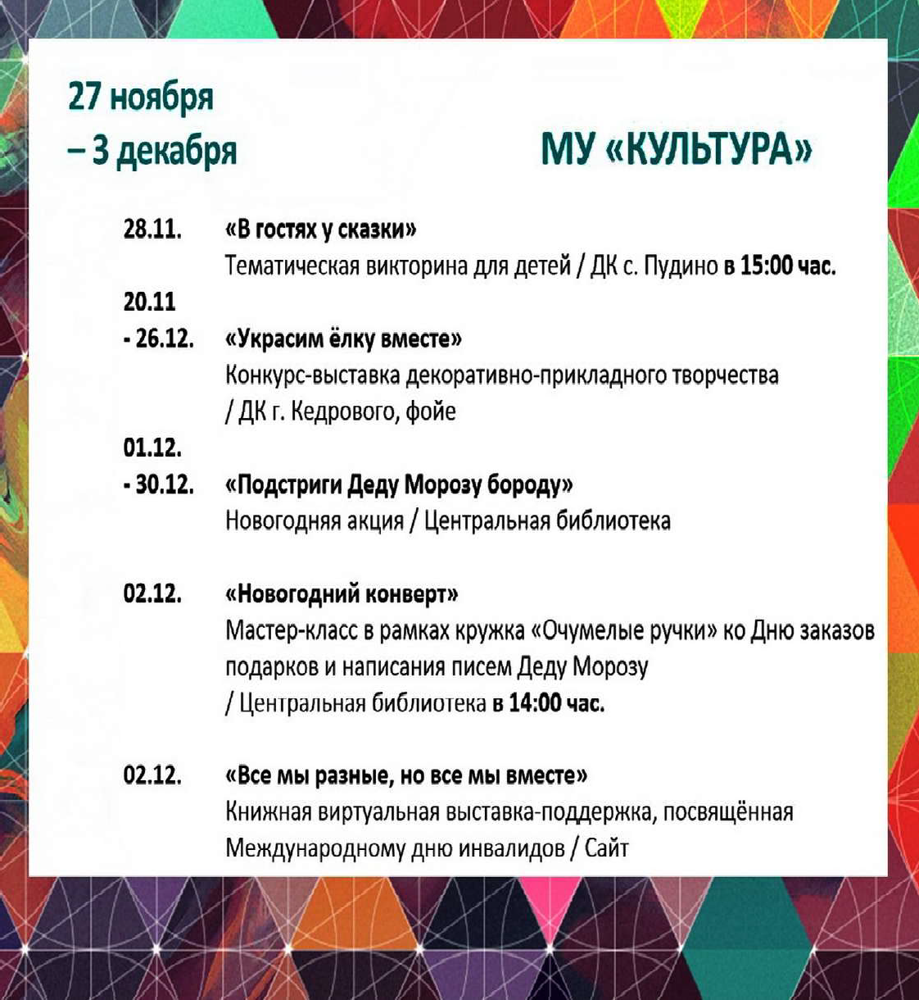 27 ноября
– 3 декабря
МУ «КУЛЬТУРА»
28.11. «В гостях у сказки»
Тематическая викторина для детей / ДК с. Пудино в 15:00 час.
20.11
- 26.12. «Украсим ёлку вместе»
Конкурс-выставка декоративно-прикладного творчества
/ ДК г. Кедрового, фойе
01.12.
- 30.12. «Подстриги Деду Морозу бороду»
Новогодняя акция / Центральная библиотека
02.12. «Новогодний конверт»
Мастер-класс в рамках кружка «Очумелые ручки» ко Дню заказов
подарков и написания писем Деду Морозу
/ Центральная библиотека в 14:00 час.
02.12. «Все мы разные, но все мы вместе»
Книжная виртуальная выставка-поддержка, посвящённая
Международному дню инвалидов / Сайт